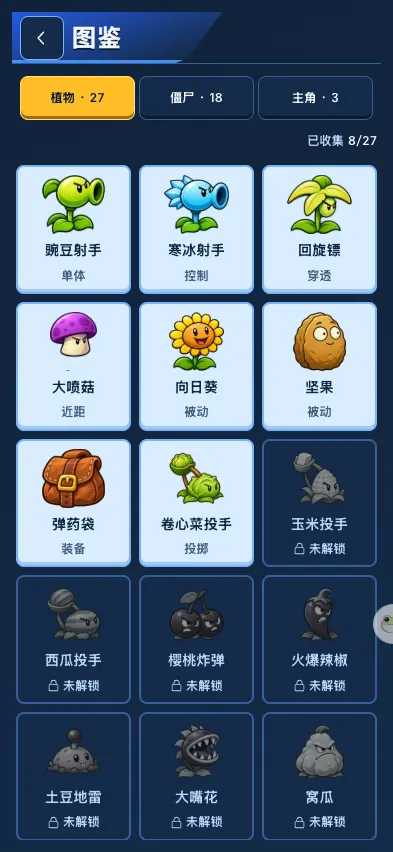 图鉴
植物 · 27
僵尸 · 18
主角 · 3
已收集 8/27
豌豆射手
单体
寒冰射手
控制
回旋镖
穿透
大喷菇
近距
向日葵
被动
坚果
被动
弹药袋
装备
卷心菜投手
投掷
玉米投手
未解锁
西瓜投手
未解锁
樱桃炸弹
未解锁
火爆辣椒
未解锁
土豆地雷
未解锁
大嘴花
未解锁
窝瓜
未解锁